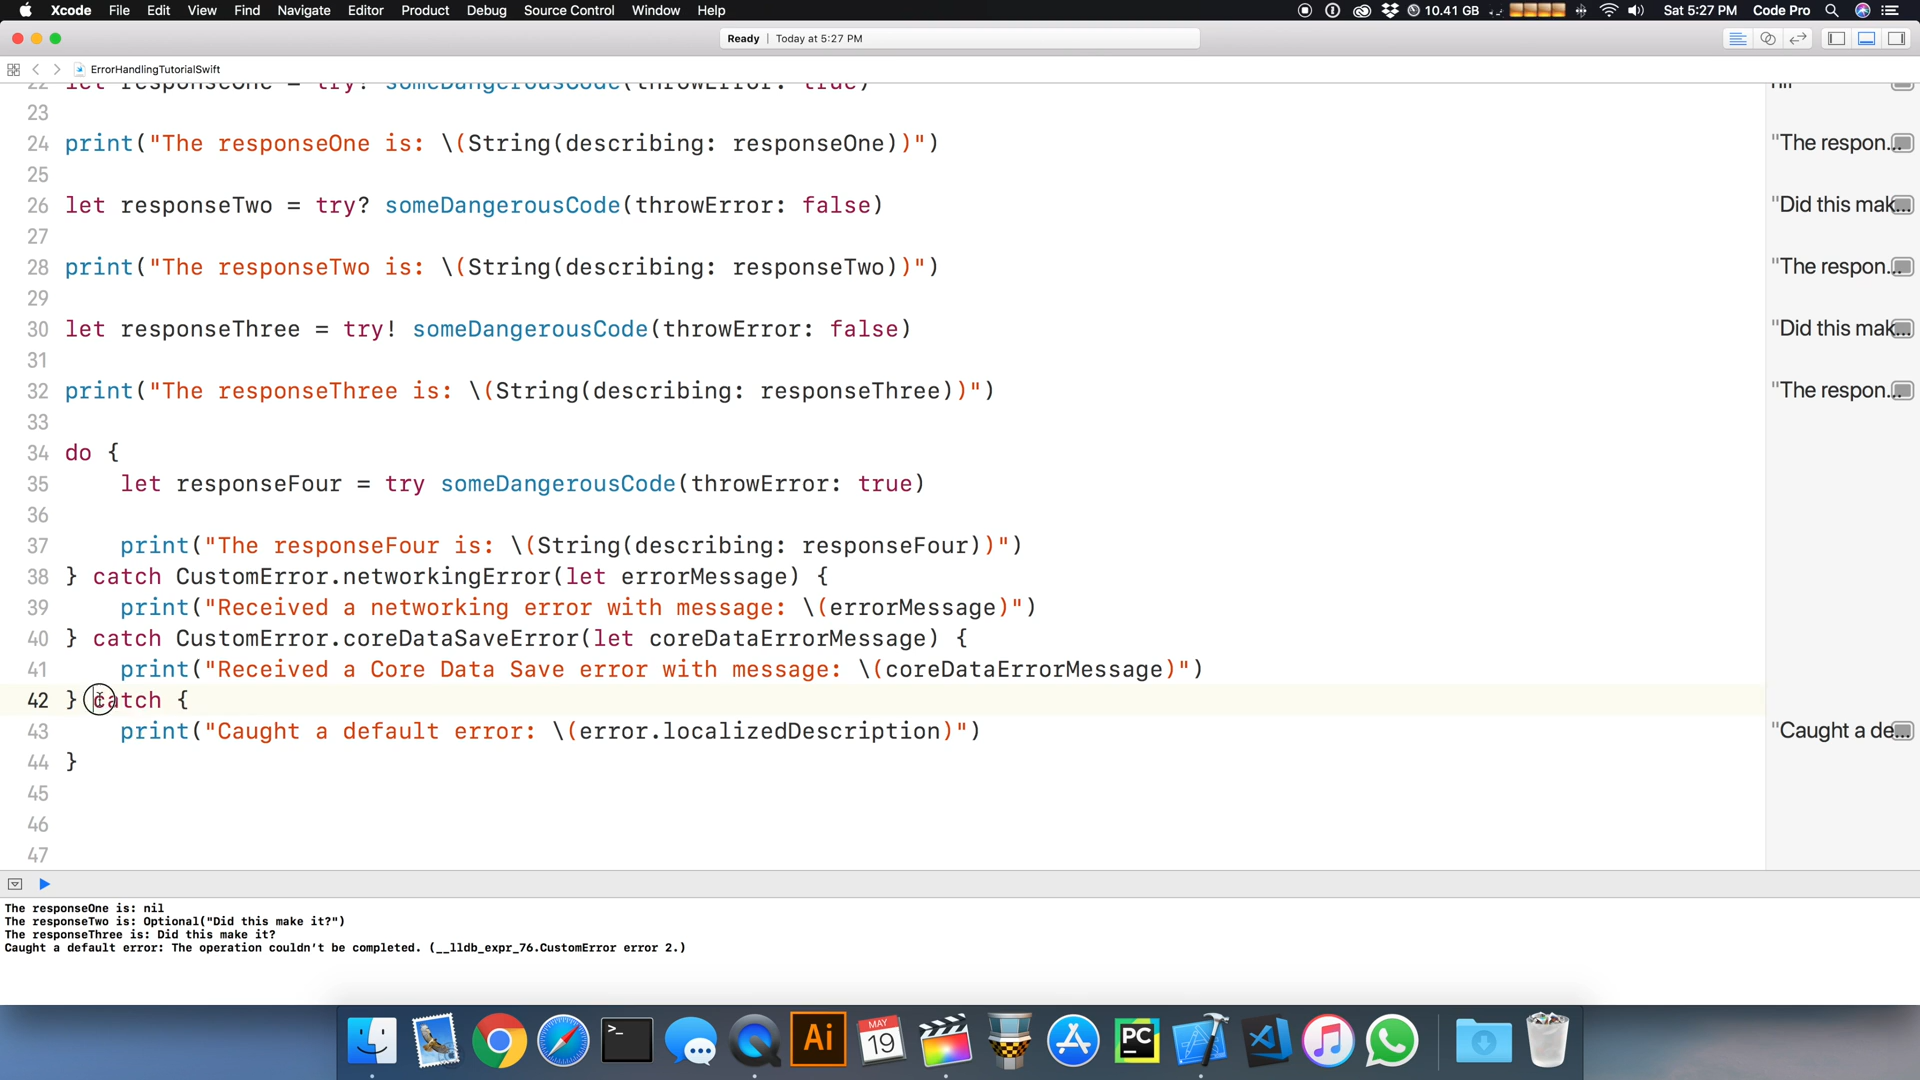 Xcode File Edit View Find Navigate Editor Product Debug Source Control Window Help 10.41 GB Sat 5:27 PM Code Pro
Ready | Today at 5:27 PM
ErrorHandlingTutorialSwift
22 let responseOne = try? someDangerousCode(throwError: true) nil
23
24 print("The responseOne is: \(String(describing: responseOne))") "The respon...
25
26 let responseTwo = try? someDangerousCode(throwError: false) "Did this mak...
27
28 print("The responseTwo is: \(String(describing: responseTwo))") "The respon...
29
30 let responseThree = try! someDangerousCode(throwError: false) "Did this mak...
31
32 print("The responseThree is: \(String(describing: responseThree))") "The respon...
33
34 do {
35 let responseFour = try someDangerousCode(throwError: true)
36
37 print("The responseFour is: \(String(describing: responseFour))")
38 } catch CustomError.networkingError(let errorMessage) {
39 print("Received a networking error with message: \(errorMessage)")
40 } catch CustomError.coreDataSaveError(let coreDataErrorMessage) {
41 print("Received a Core Data Save error with message: \(coreDataErrorMessage)")
42 } catch {
43 print("Caught a default error: \(error.localizedDescription)") "Caught a de...
44 }
45
46
47
The responseOne is: nil
The responseTwo is: Optional("Did this make it?")
The responseThree is: Did this make it?
Caught a default error: The operation couldn't be completed. (__lldb_expr_76.CustomError error 2.)
>_
Ai
MAY
19
PC